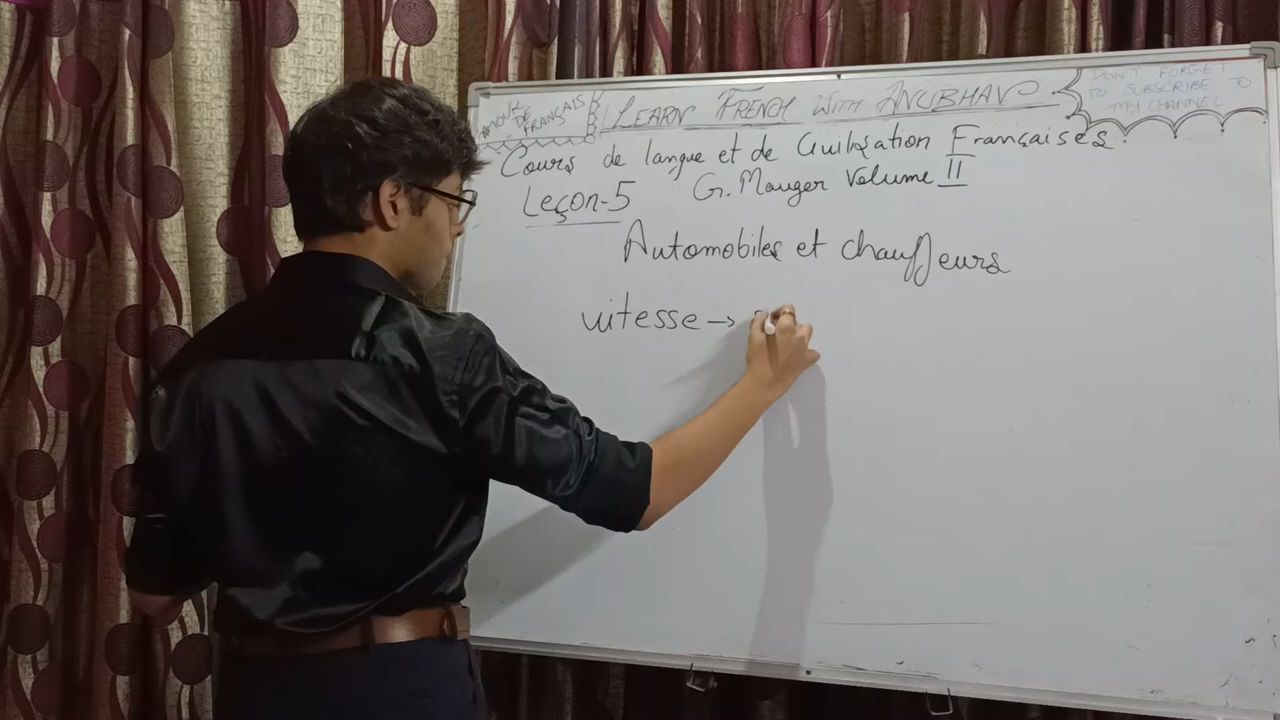 DE FRANÇAIS
LEARN FRENCH WITH ANUBHAV
DON'T FORGET TO SUBSCRIBE TO MY CHANNEL
Cours de langue et de Civilisation Françaises.
Leçon-5
G. Mauger Volume II
Automobiles et chauffeurs
vitesse →